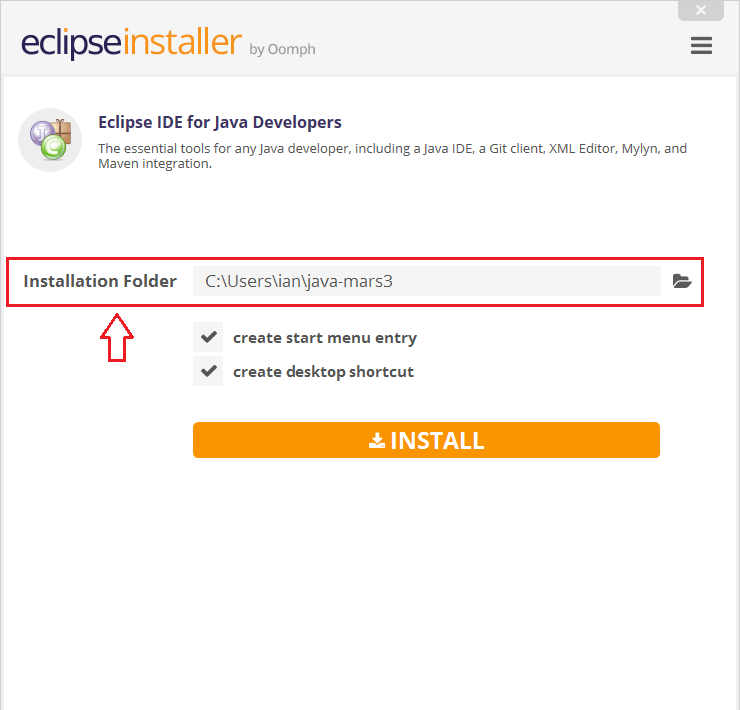 eclipseinstaller by Oomph
Eclipse IDE for Java Developers
The essential tools for any Java developer, including a Java IDE, a Git client, XML Editor, Mylyn, and
Maven integration.
Installation Folder C:\Users\ian\java-mars3
create start menu entry
create desktop shortcut
INSTALL